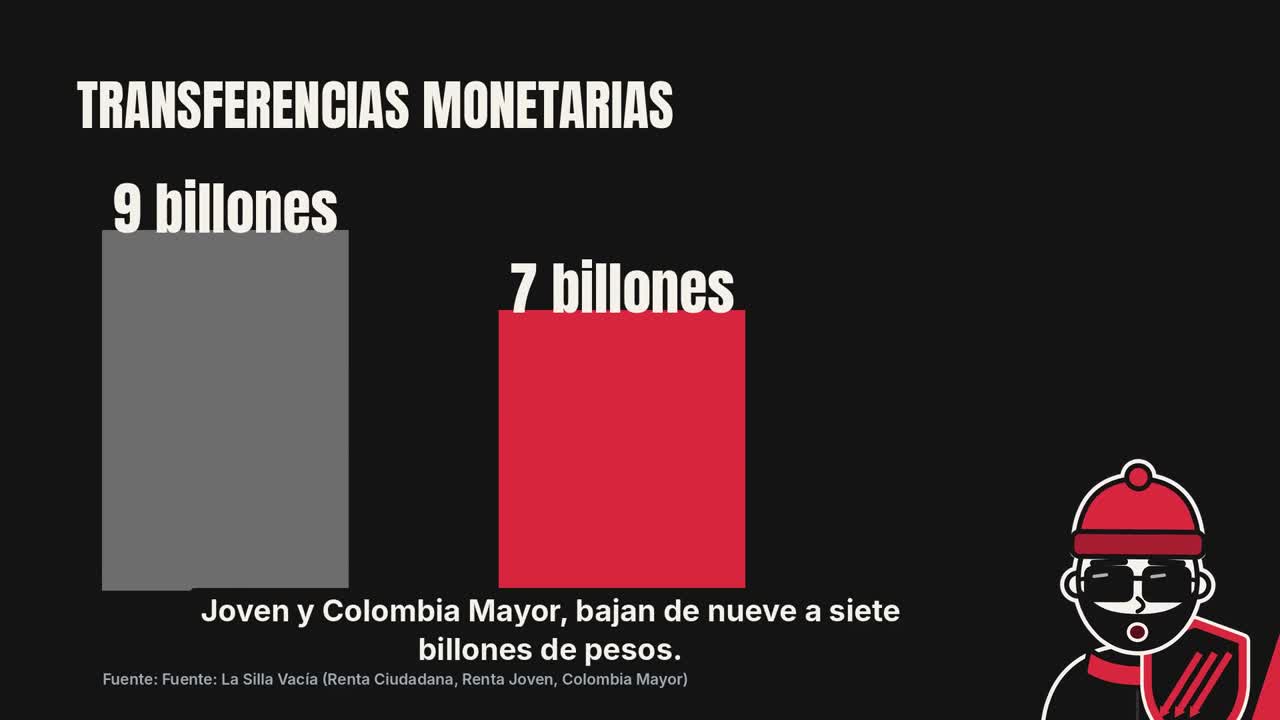 TRANSFERENCIAS MONETARIAS
9 billones
7 billones
Joven y Colombia Mayor, bajan de nueve a siete
billones de pesos.
Fuente: Fuente: La Silla Vacía (Renta Ciudadana, Renta Joven, Colombia Mayor)